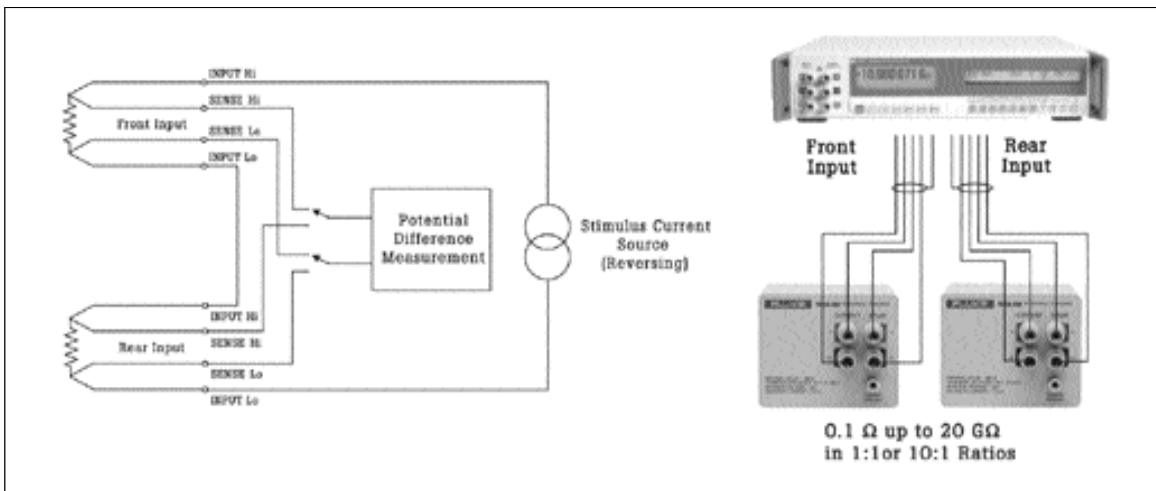 INPUT Hi
SENSE Hi
Front Input
SENSE Lo
INPUT Lo
Potential
Difference
Measurement
Stimulus Current
Source
(Reversing)
INPUT Hi
SENSE Hi
Rear Input
SENSE Lo
INPUT Lo
Front
Input
Rear
Input
FLUKE
FLUKE
0.1 Ω up to 20 GΩ
in 1:1or 10:1 Ratios